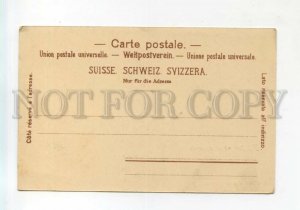 — Carte postale. —
Union postale universelle. — Weltpostverein. — Unione postale universale.
SUISSE. SCHWEIZ. SVIZZERA.
Nur für die Adresse
NOT FOR COPY
Côté réservé à l'adresse.
Lato riservato all' indirizzo.